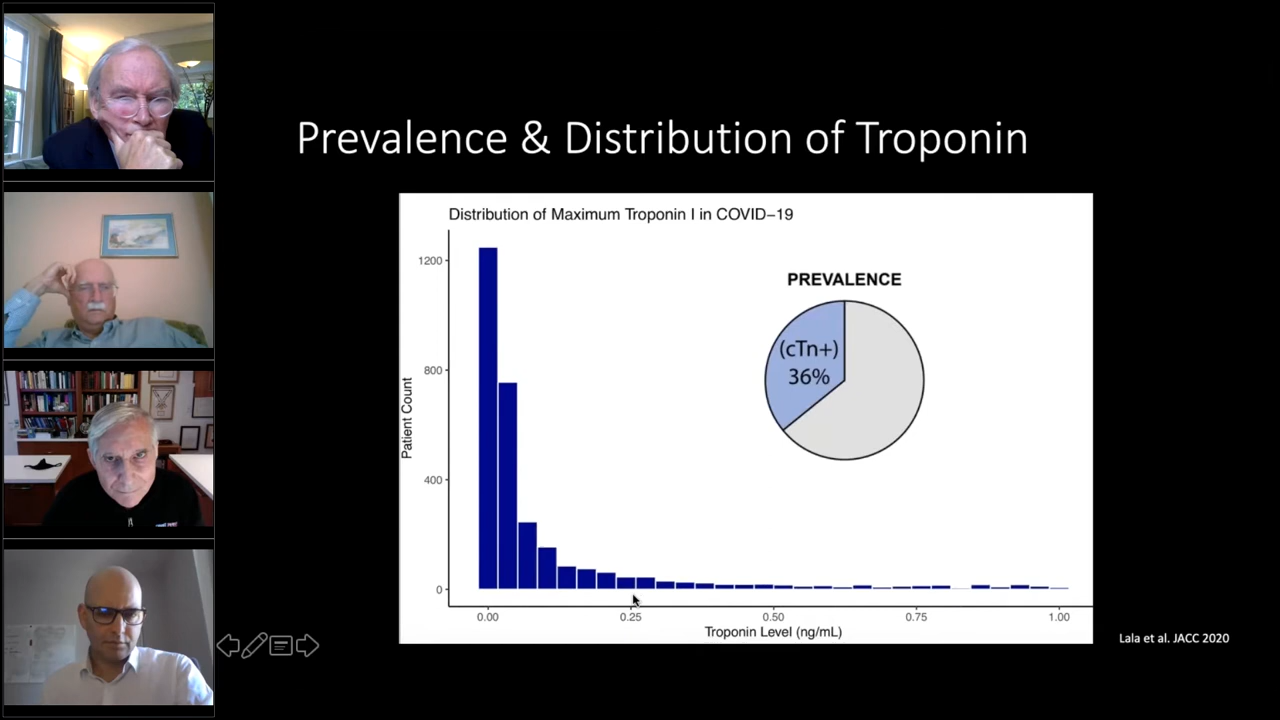 Prevalence & Distribution of Troponin
Distribution of Maximum Troponin I in COVID−19
1200
800
400
0
Patient Count
PREVALENCE
(cTn+)
36%
0.00 0.25 0.50 0.75 1.00
Troponin Level (ng/mL)
Lala et al. JACC 2020